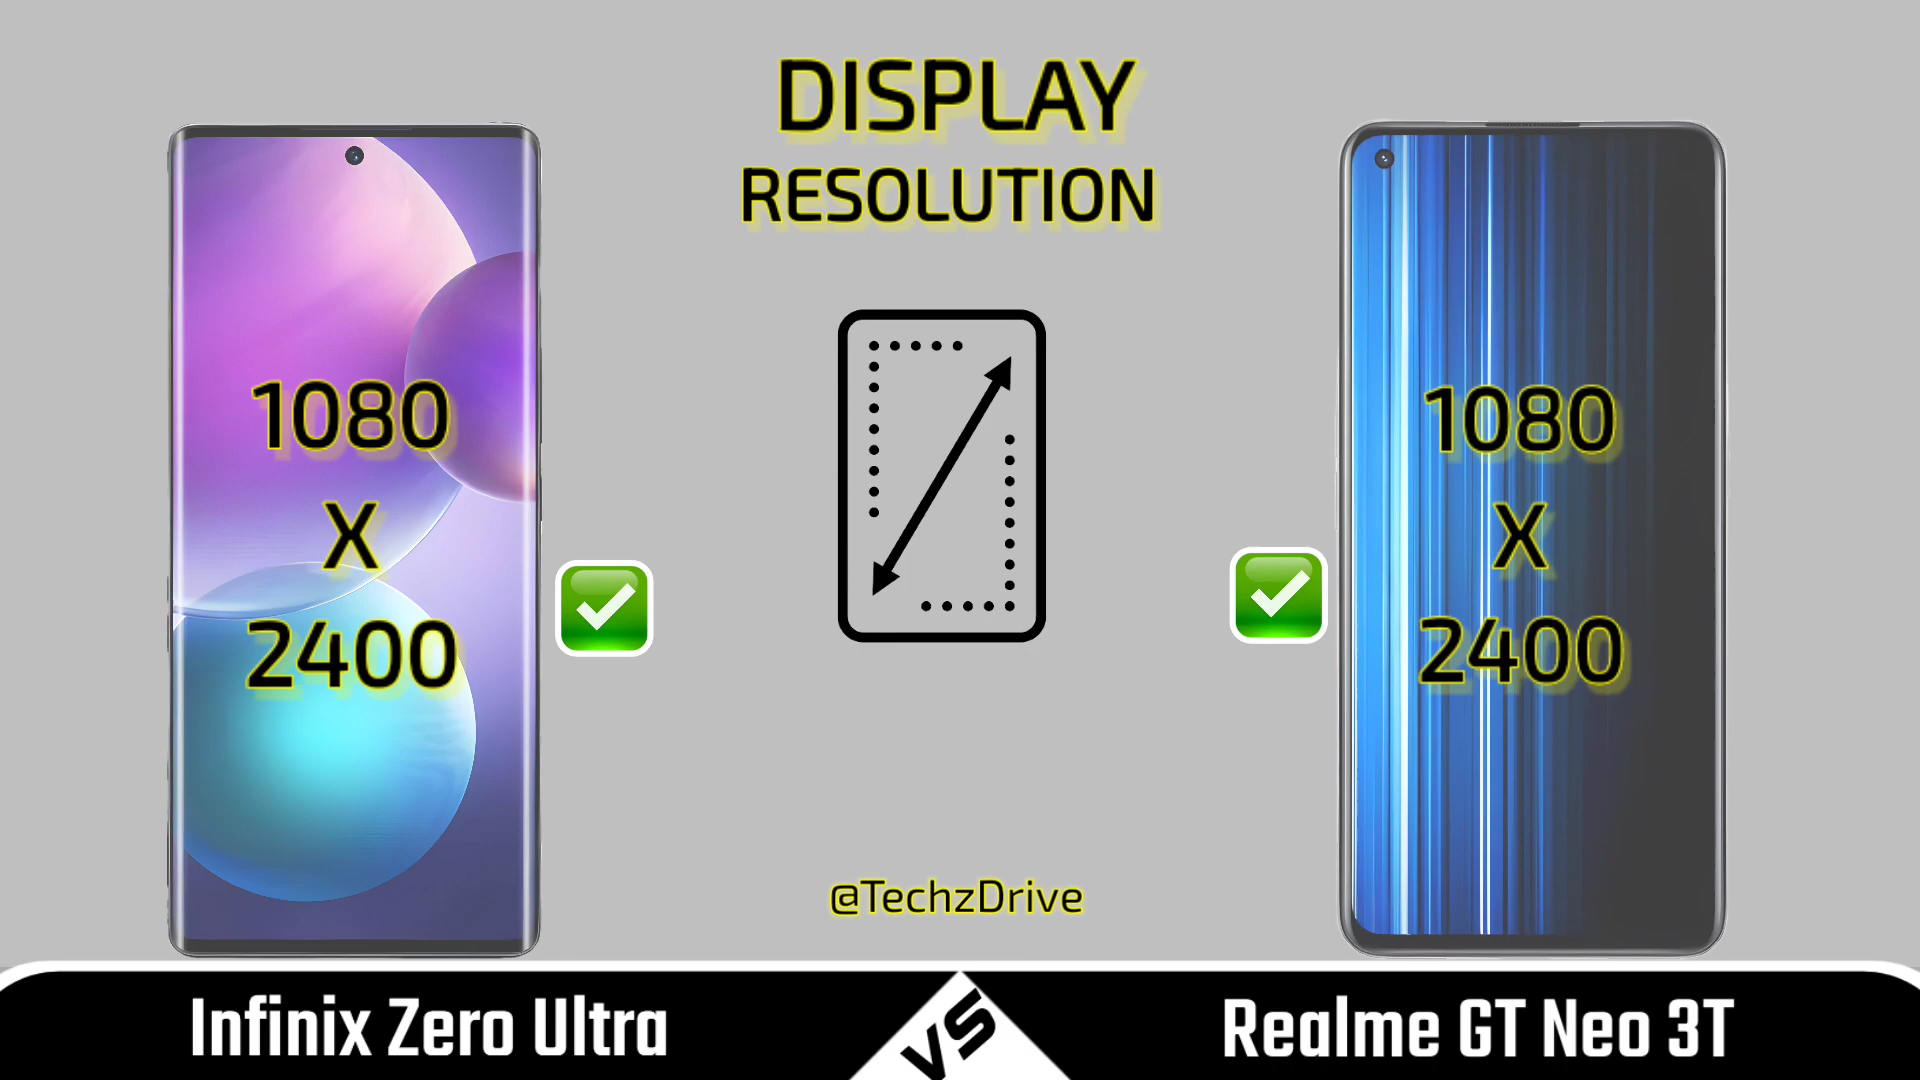 DISPLAY
RESOLUTION
1080
X
2400
1080
X
2400
@TechzDrive
Infinix Zero Ultra
VS
Realme GT Neo 3T